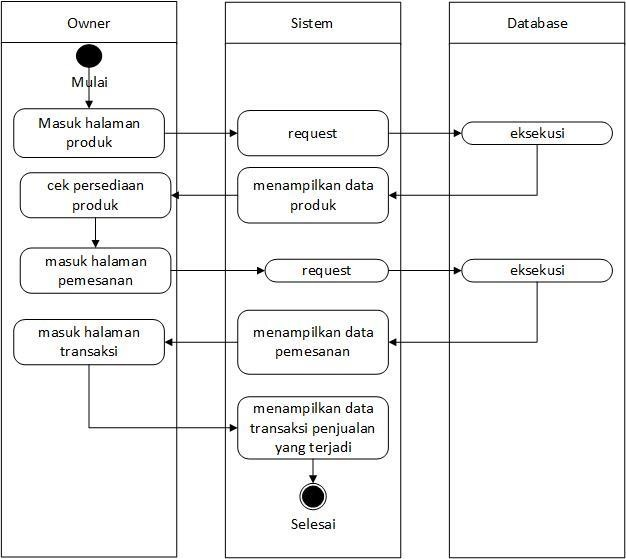 Owner
Sistem
Database
Mulai
Masuk halaman
produk
request
eksekusi
cek persediaan
produk
menampilkan data
produk
masuk halaman
pemesanan
request
eksekusi
masuk halaman
transaksi
menampilkan data
pemesanan
menampilkan data
transaksi penjualan
yang terjadi
Selesai